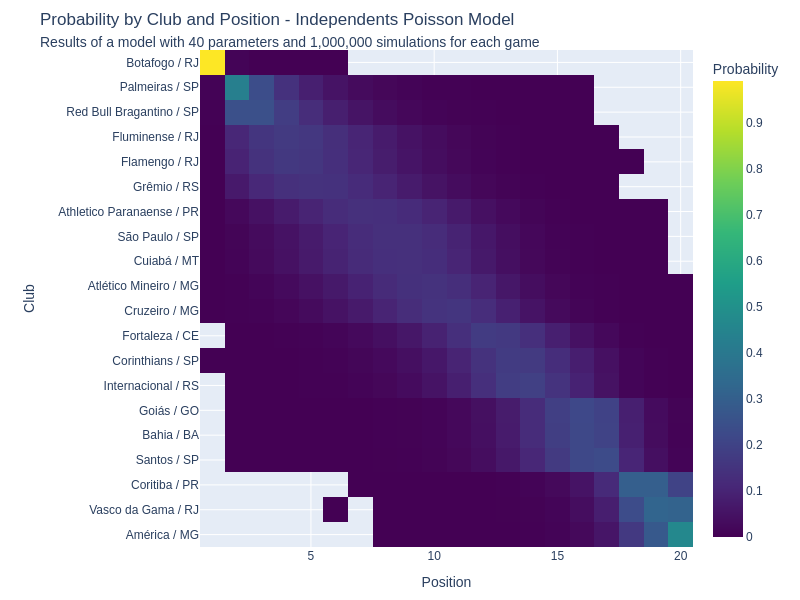 Probability by Club and Position - Independents Poisson Model
Results of a model with 40 parameters and 1,000,000 simulations for each game
Probability
Club
Botafogo / RJ
Palmeiras / SP
Red Bull Bragantino / SP
Fluminense / RJ
Flamengo / RJ
Grêmio / RS
Athletico Paranaense / PR
São Paulo / SP
Cuiabá / MT
Atlético Mineiro / MG
Cruzeiro / MG
Fortaleza / CE
Corinthians / SP
Internacional / RS
Goiás / GO
Bahia / BA
Santos / SP
Coritiba / PR
Vasco da Gama / RJ
América / MG
5
10
15
20
Position
0.9
0.8
0.7
0.6
0.5
0.4
0.3
0.2
0.1
0